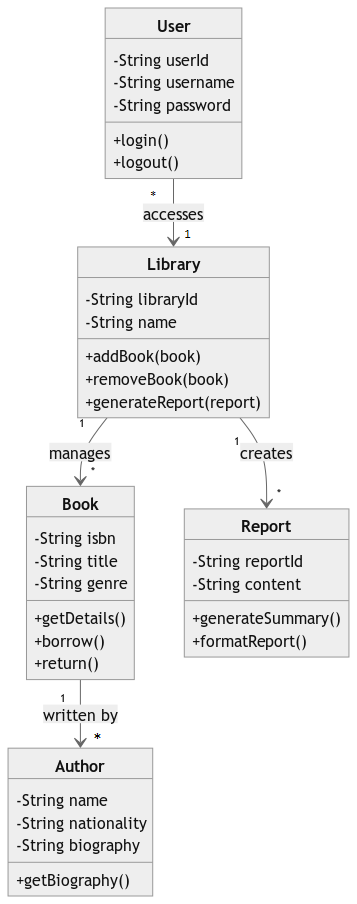 User
-String userId
-String username
-String password
+login()
+logout()
*
accesses
1
Library
-String libraryId
-String name
+addBook(book)
+removeBook(book)
+generateReport(report)
1
manages
*
1
creates
*
Book
-String isbn
-String title
-String genre
+getDetails()
+borrow()
+return()
Report
-String reportId
-String content
+generateSummary()
+formatReport()
1
written by
*
Author
-String name
-String nationality
-String biography
+getBiography()